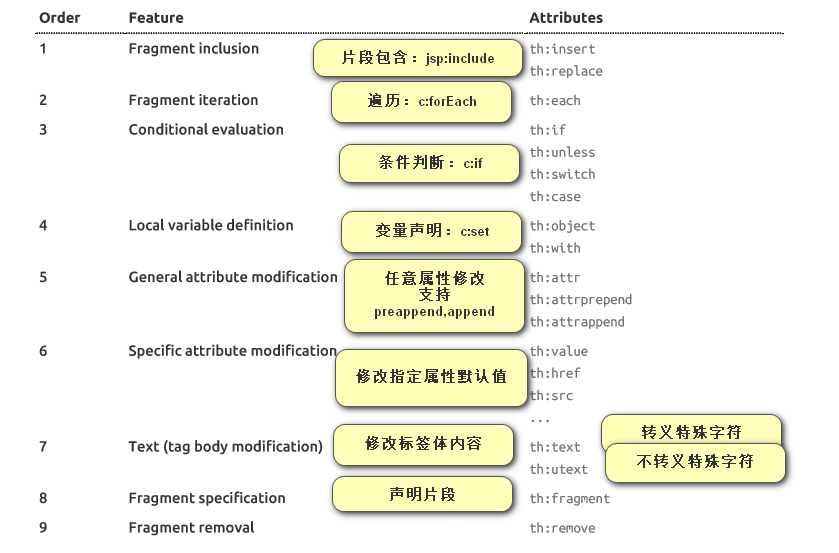 Order Feature Attributes
1 Fragment inclusion 片段包含：jsp:include th:insert
th:replace
2 Fragment iteration 遍历：c:forEach th:each
3 Conditional evaluation th:if
th:unless
条件判断：c:if th:switch
th:case
4 Local variable definition 变量声明：c:set th:object
th:with
5 General attribute modification 任意属性修改 th:attr
支持 th:attrprepend
preappend,append th:attrappend
6 Specific attribute modification th:value
修改指定属性默认值 th:href
th:src
...
转义特殊字符
7 Text (tag body modification) 修改标签体内容 th:text
th:utext 不转义特殊字符
8 Fragment specification 声明片段 th:fragment
9 Fragment removal th:remove